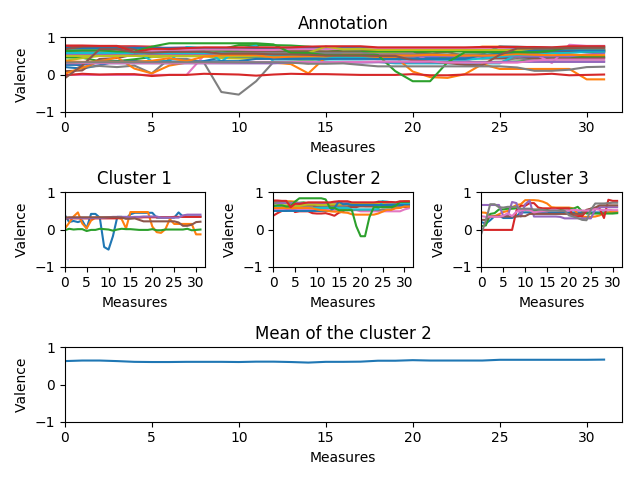 Annotation
Valence
1
0
−1
0 5 10 15 20 25 30
Measures
Cluster 1 Cluster 2 Cluster 3
Valence Valence Valence
1 1 1
0 0 0
−1 −1 −1
0 5 10 15 20 25 30 0 5 10 15 20 25 30 0 5 10 15 20 25 30
Measures Measures Measures
Mean of the cluster 2
Valence
1
0
−1
0 5 10 15 20 25 30
Measures